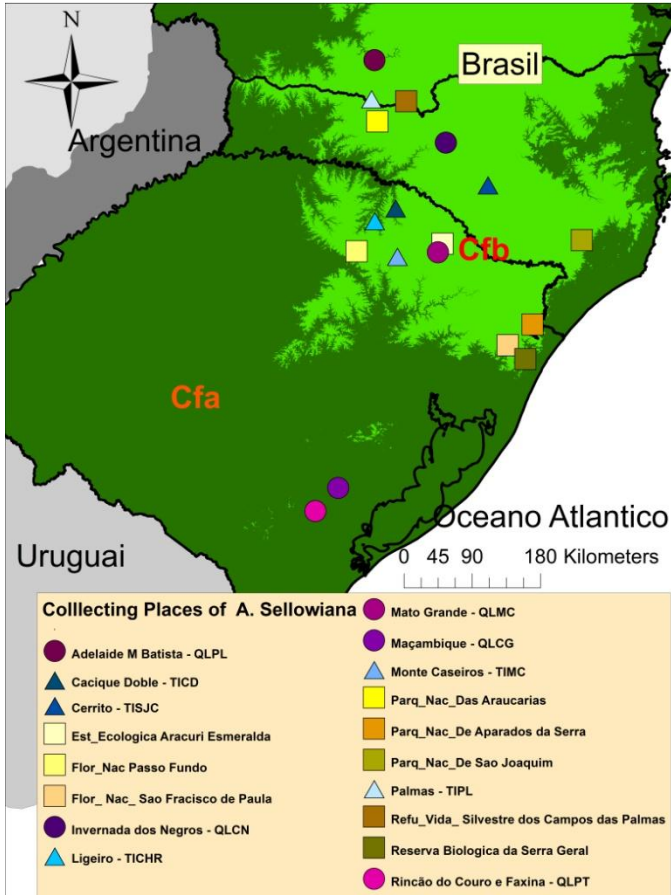 N
Brasil
Argentina
Cfb
Cfa
Oceano Atlantico
Uruguai
0 45 90 180 Kilometers
Colllecting Places of A. Sellowiana
Adelaide M Batista - QLPL
Cacique Doble - TICD
Cerrito - TISJC
Est_Ecologica Aracuri Esmeralda
Flor_Nac Passo Fundo
Flor_ Nac_ Sao Fracisco de Paula
Invernada dos Negros - QLCN
Ligeiro - TICHR
Mato Grande - QLMC
Maçambique - QLCG
Monte Caseiros - TIMC
Parq_Nac_Das Araucarias
Parq_Nac_De Aparados da Serra
Parq_Nac_De Sao Joaquim
Palmas - TIPL
Refu_Vida_ Silvestre dos Campos das Palmas
Reserva Biologica da Serra Geral
Rincão do Couro e Faxina - QLPT